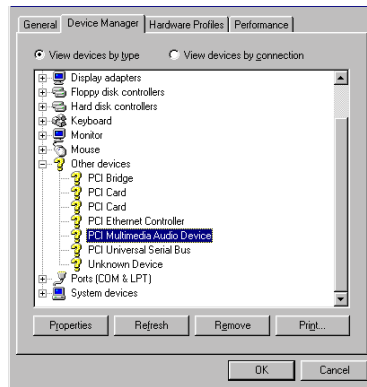 General Device Manager Hardware Profiles Performance
View devices by type View devices by connection
Display adapters
Floppy disk controllers
Hard disk controllers
Keyboard
Monitor
Mouse
Other devices
PCI Bridge
PCI Card
PCI Card
PCI Ethernet Controller
PCI Multimedia Audio Device
PCI Universal Serial Bus
Unknown Device
Ports (COM & LPT)
System devices
Properties Refresh Remove Print...
OK Cancel